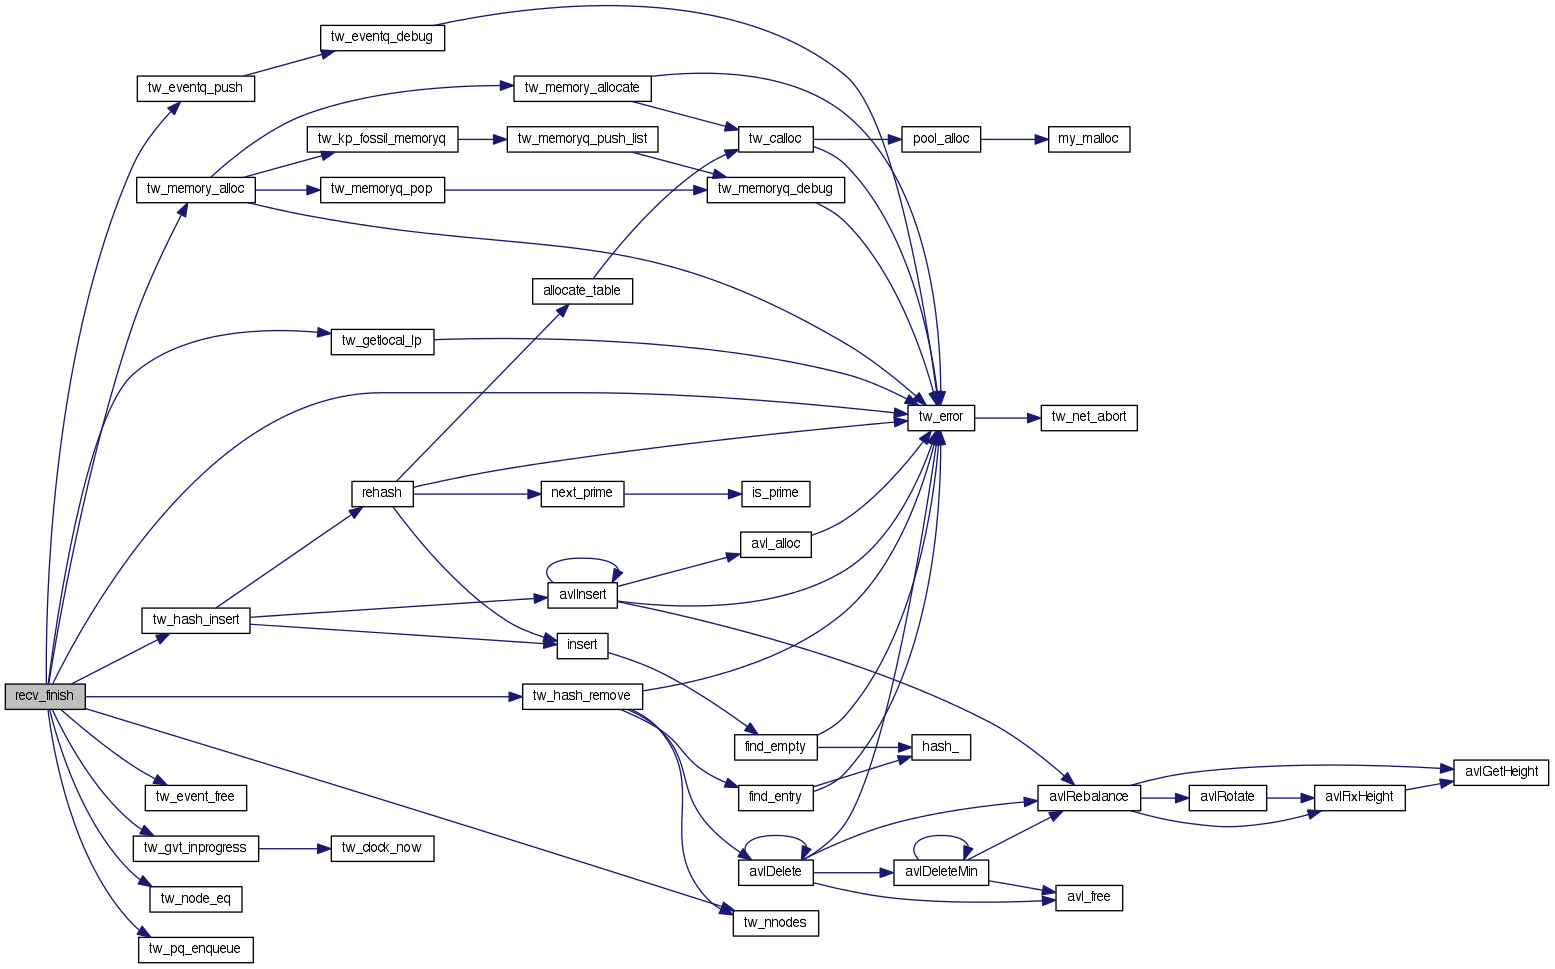 tw_eventq_debug
tw_eventq_push
tw_memory_allocate
tw_kp_fossil_memoryq
tw_memoryq_push_list
tw_calloc
pool_alloc
my_malloc
tw_memory_alloc
tw_memoryq_pop
tw_memoryq_debug
allocate_table
tw_getlocal_lp
tw_error
tw_net_abort
rehash
next_prime
is_prime
avl_alloc
avlInsert
tw_hash_insert
insert
recv_finish
tw_hash_remove
find_empty
hash_
avlGetHeight
tw_event_free
find_entry
avlRebalance
avlRotate
avlFixHeight
tw_gvt_inprogress
tw_clock_now
avlDelete
avlDeleteMin
tw_node_eq
avl_free
tw_nnodes
tw_pq_enqueue